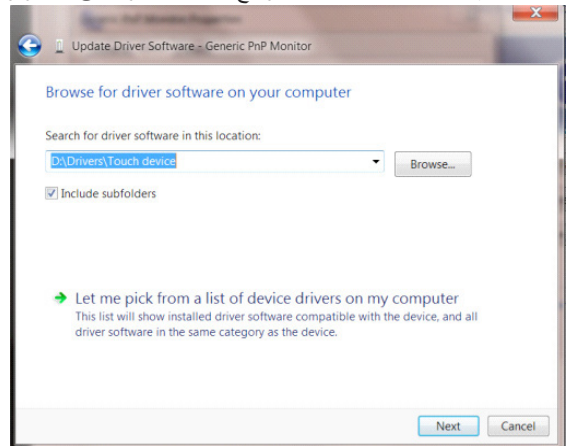 Update Driver Software - Generic PnP Monitor
Browse for driver software on your computer
Search for driver software in this location:
D:\Drivers\Touch device
Browse...
Include subfolders
Let me pick from a list of device drivers on my computer
This list will show installed driver software compatible with the device, and all
driver software in the same category as the device.
Next
Cancel